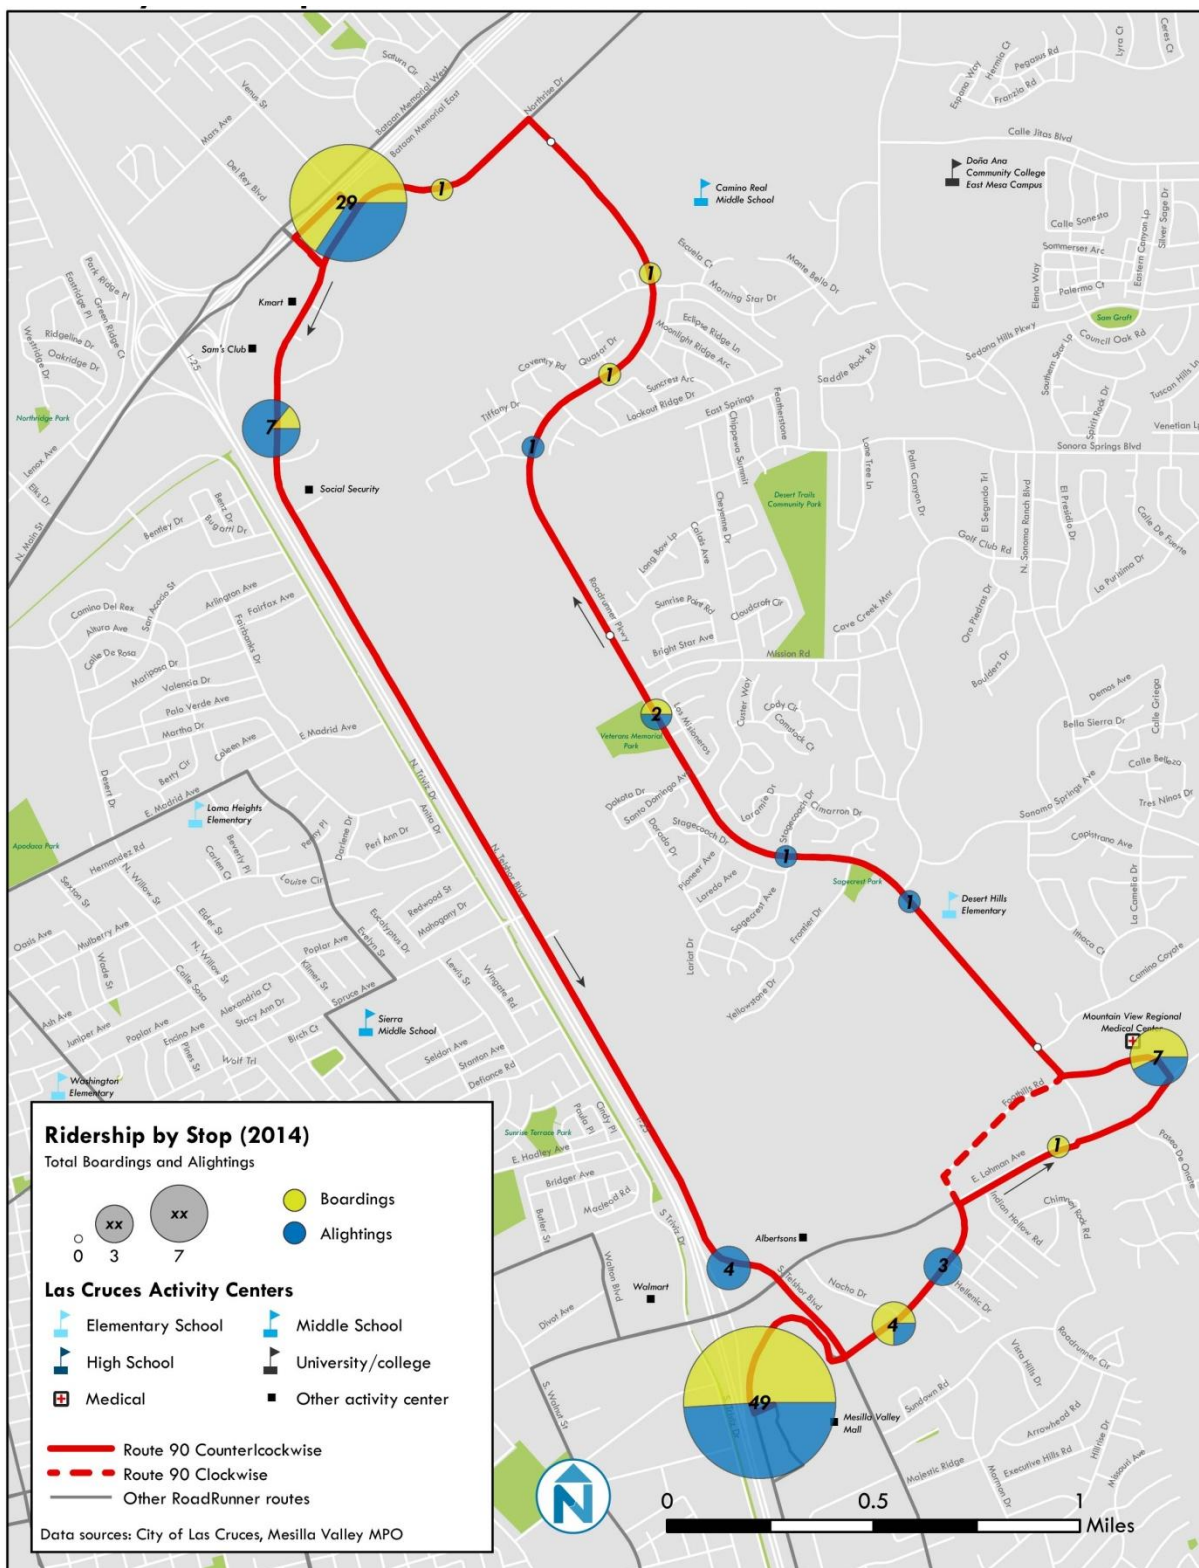 Saturn Cir
Venus St
Bataan Memorial West
Bataan Memorial East
Northrise Dr
Mars Ave
Del Rey Blvd
Espana Way
Hermia Ct
Pegasus Rd
Franzia Rd
Lyra Ct
Ceres Ct
Calle Jitas Blvd
Doña Ana
Community College
East Mesa Campus
Camino Real
Middle School
29
1
Calle Sonesta
Sommerset Arc
Palermo Ct
Elena Way
Eastern Canyon Lp
Silver Sage Dr
Sam Graft
Council Oak Rd
Sedona Hills Pkwy
Southern Star Lp
Spirit Rock Dr
Tuscan Hills Ln
Venetian Lp
Sonora Springs Blvd
Escuela Ct
Morning Star Dr
Monte Bello Dr
1
Eclipse Ridge Ln
Moonlight Ridge Arc
Quasar Dr
Coventry Rd
1
Suncrest Arc
Lookout Ridge Dr
Tiffany Dr
East Springs
Saddle Rock Rd
Featherstone
Chippewa Summit
Park Ridge Pl
Eastridge Pl
Green Ridge Ct
Ridgeline Dr
Oakridge Dr
Westridge Dr
Northridge Park
Kmart
Sam's Club
I-25
7
1
Social Security
Lenox Ave
Elks Dr
N. Main St
Bentley Dr
Benz Dr
Bugatti Dr
Desert Trails
Community Park
Lone Tree Ln
Palm Canyon Dr
El Segundo Trl
N. Sonoma Ranch Blvd
El Presidio Dr
Calle De Fuerte
Golf Club Rd
La Purisima Dr
Cheyenne Dr
Calais Ave
Long Bow Lp
Roadrunner Pkwy
Sunrise Point Rd
Cloudcroft Cir
Bright Star Ave
Mission Rd
Cave Creek Mnr
Oro Piedras Dr
Boulders Dr
Camino Del Rex
San Acacio St
Arlington Ave
Fairfax Ave
Altura Ave
Calle De Rosa
Fairbanks Dr
Mariposa Dr
Valencia Dr
Palo Verde Ave
Martha Dr
Coleen Ave
E Madrid Ave
Betty Cir
Desert Dr
E. Madrid Ave
2
Veterans Memorial
Park
Las Misioneros
Custer Way
Cody Cir
Comstock Ct
Demos Ave
Bella Sierra Dr
Calle Griega
Calle Belleza
Tres Ninos Dr
Sonoma Springs Ave
Capistrano Ave
La Camelia Dr
Dakota Dr
Santo Domingo Ave
Dorado Dr
Stagecoach Dr
Laramie Dr
Stagecoach Dr
Cimarron Dr
Pioneer Ave
Laredo Ave
Sagecrest Ave
Lariat Dr
Frontier Dr
Yellowstone Dr
1
Sagecrest Park
1
Desert Hills
Elementary
Ithaca Ct
Camino Coyote
N. Triviz Dr
Anita Dr
N. Telshor Blvd
Loma Heights
Elementary
Apodaca Park
Hernandez Rd
Beverly Pl
Carlen Ct
Penny Pl
Darlene Dr
Perl Ann Dr
Louise Cir
Sexton St
N. Willow St
Elder St
Oasis Ave
Mulberry Ave
Wade St
N. Willow St
Calle Sosa
Poplar Ave
Kilmer St
Evelyn St
Eucalyptus Dr
Redwood St
Mahogany Dr
Lewis St
Wingate Rd
Spruce Ave
Alexandria Ct
Stacy Ann Dr
Birch Ct
Ash Ave
Juniper Ave
Poplar Ave
Encino Ave
Pines St
Wolf Trl
Sierra
Middle School
Seldon Ave
Stanton Ave
Defiance Rd
Washington
Elementary
Paula Pl
Cindy Pl
Sunrise Terrace Park
E. Hadley Ave
Bridger Ave
Macleod Rd
Butler St
I-25
S Triviz Dr
Walton Blvd
Mountain View Regional
Medical Center
7
Foothills Rd
1
E. Lohman Ave
Paseo De Onate
Indian Hollow Rd
Chimney Rock Rd
Albertsons
Walmart
4
3
4
S. Telshor Blvd
Nacho Dr
Hellenic Dr
Divot Ave
S. Walnut St
49
S. Triviz Dr
Mesilla Valley
Mall
Sundown Rd
Vista Hills Dr
Roadrunner Cir
Arrowhead Rd
Executive Hills Rd
Majestic Ridge
Marmon Dr
Hillrise Dr
Missouri Ave
Ridership by Stop (2014)
Total Boardings and Alightings
xx
xx
0
3
7
Boardings
Alightings
Las Cruces Activity Centers
Elementary School
Middle School
High School
University/college
Medical
Other activity center
Route 90 Counterlcockwise
Route 90 Clockwise
Other RoadRunner routes
Data sources: City of Las Cruces, Mesilla Valley MPO
N
0
0.5
1
Miles